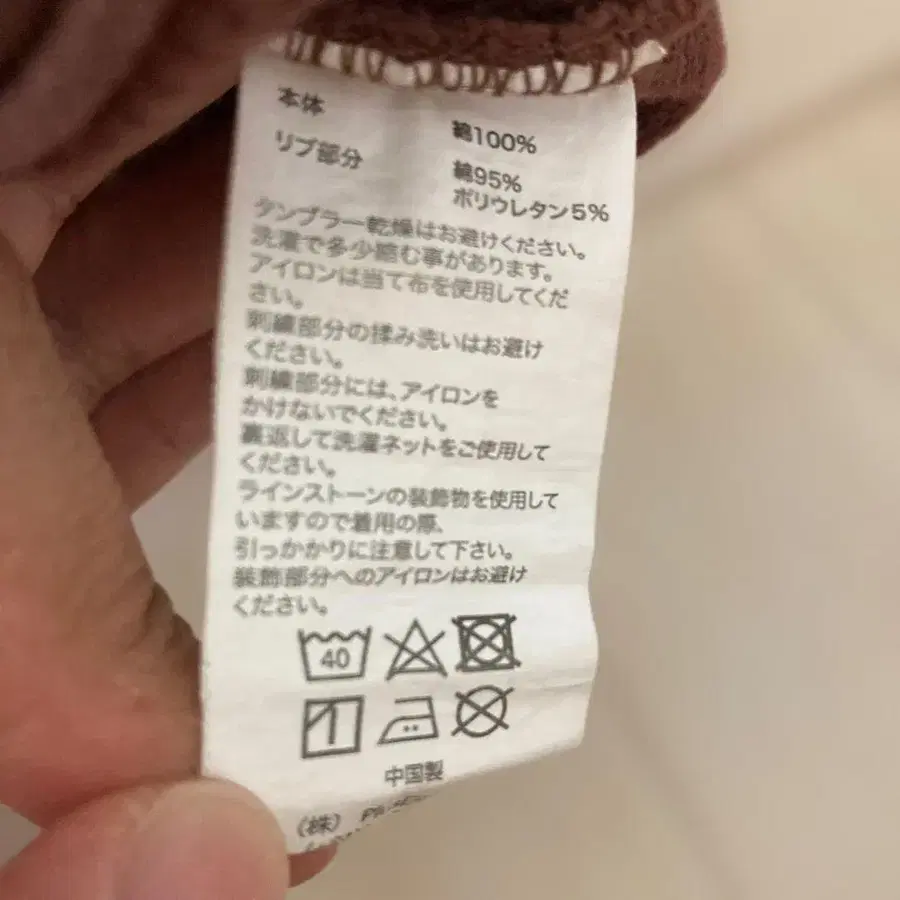 本体 綿100%
リブ部分 綿95%
ポリウレタン5%
タンブラー乾燥はお避けください。
洗濯で多少縮む事があります。
アイロンは当て布を使用してくだ
さい。
刺繍部分の揉み洗いはお避け
ください。
刺繍部分には、アイロンを
かけないでください。
裏返して洗濯ネットをご使用して
ください。
ラインストーンの装飾物を使用して
いますので着用の際、
引っかかりに注意して下さい。
装飾部分へのアイロンはお避け
ください。
40
中国製
(株)